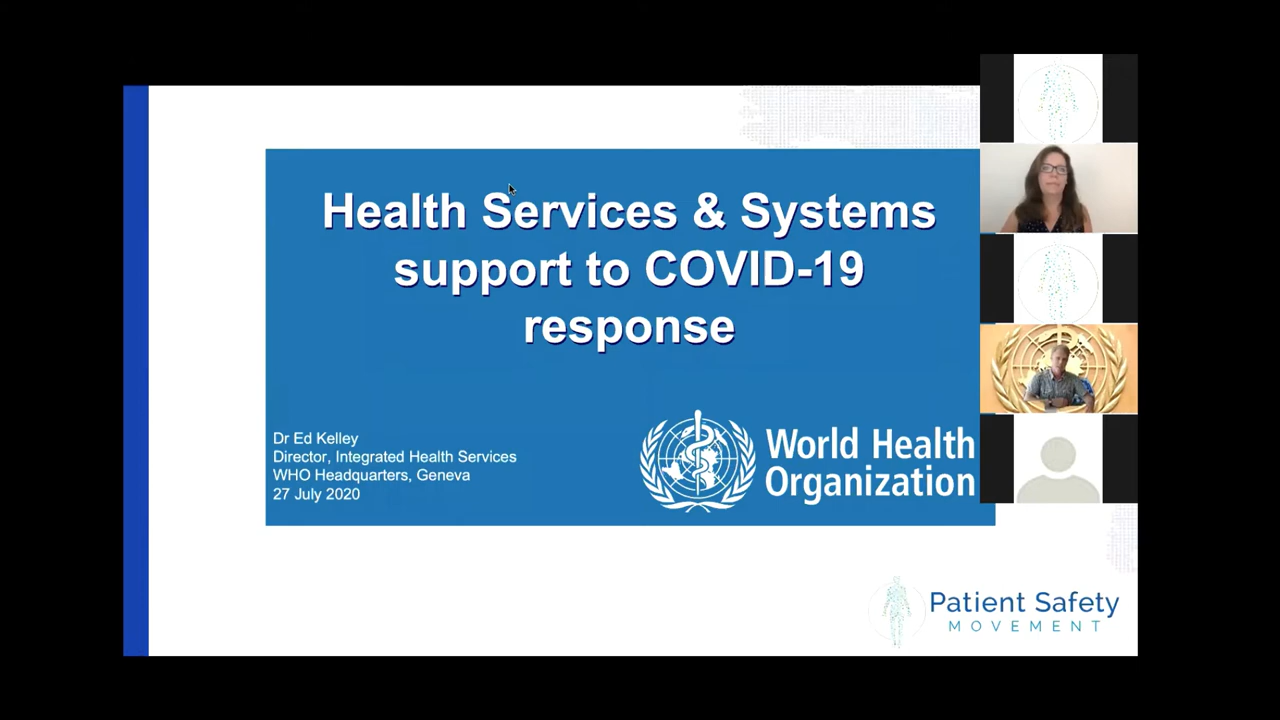 Health Services & Systems
support to COVID-19
response
Dr Ed Kelley
Director, Integrated Health Services
WHO Headquarters, Geneva
27 July 2020
World Health
Organization
Patient Safety
MOVEMENT